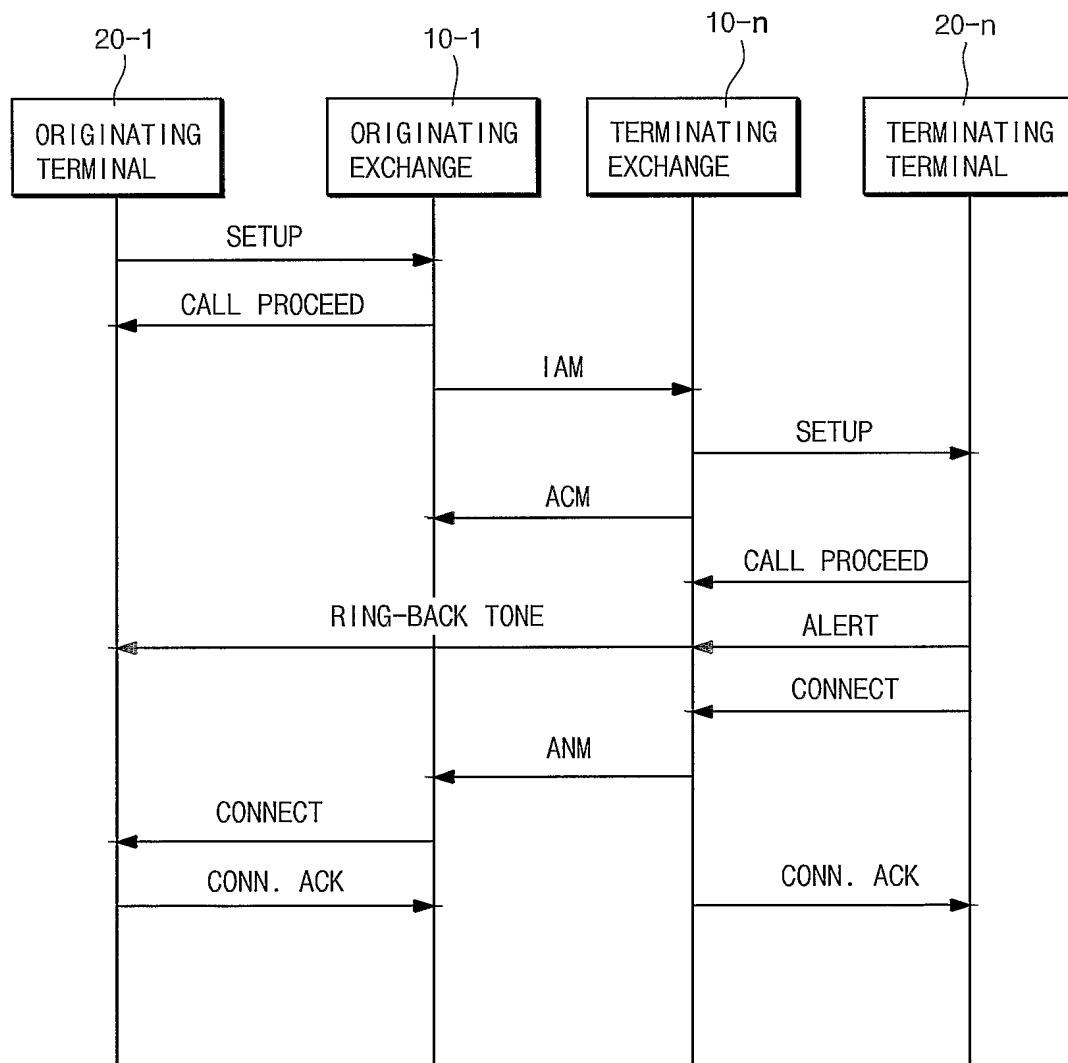 20-1
10-1
10-n
20-n
ORIGINATING
TERMINAL
ORIGINATING
EXCHANGE
TERMINATING
EXCHANGE
TERMINATING
TERMINAL
SETUP
CALL PROCEED
IAM
SETUP
ACM
CALL PROCEED
RING-BACK TONE
ALERT
CONNECT
ANM
CONNECT
CONN. ACK
CONN. ACK